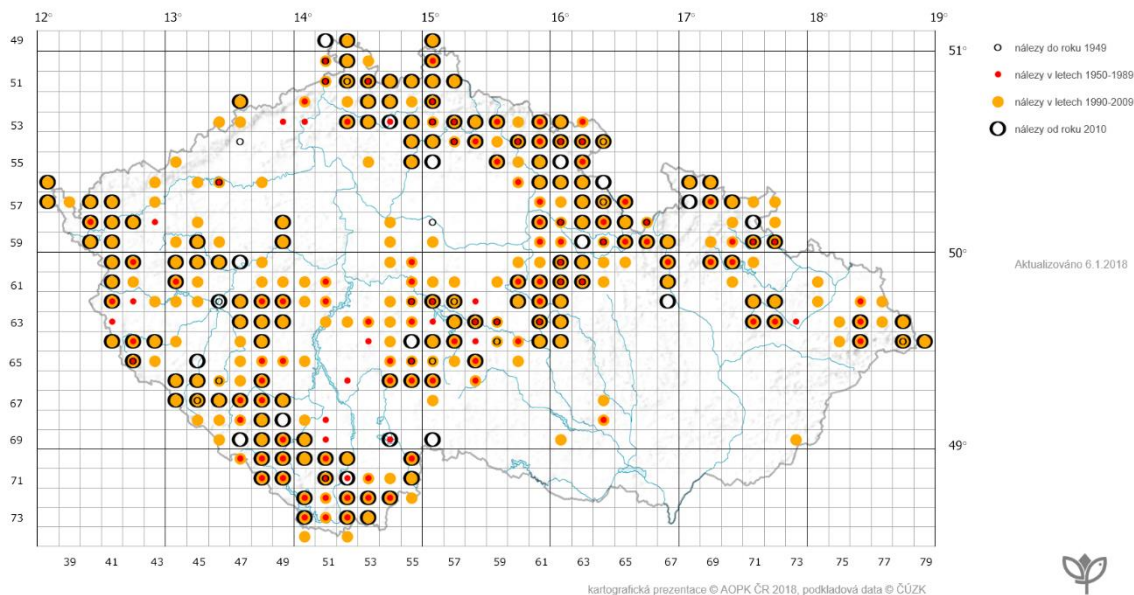 12° 13° 14° 15° 16° 17° 18° 19°
49
51°
nálezy do roku 1949
51
nálezy v letech 1950-1989
nálezy v letech 1990-2009
53
nálezy od roku 2010
55
57
59
50°
Aktualizováno 6.1.2018
61
63
65
67
69
49°
71
73
39 41 43 45 47 49 51 53 55 57 59 61 63 65 67 69 71 73 75 77 79
kartografická prezentace © AOPK ČR 2018, podkladová data © ČÚZK